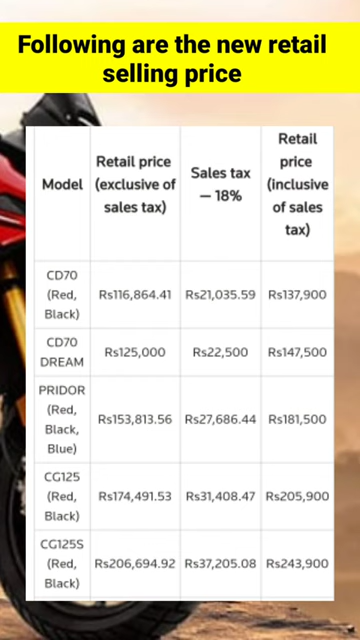 Following are the new retail
selling price
Model
Retail price
(exclusive of
sales tax)
Sales tax
— 18%
Retail
price
(inclusive
of sales
tax)
CD70
(Red,
Black)
Rs116,864.41
Rs21,035.59
Rs137,900
CD70
DREAM
Rs125,000
Rs22,500
Rs147,500
PRIDOR
(Red,
Black,
Blue)
Rs153,813.56
Rs27,686.44
Rs181,500
CG125
(Red,
Black)
Rs174,491.53
Rs31,408.47
Rs205,900
CG125S
(Red,
Black)
Rs206,694.92
Rs37,205.08
Rs243,900